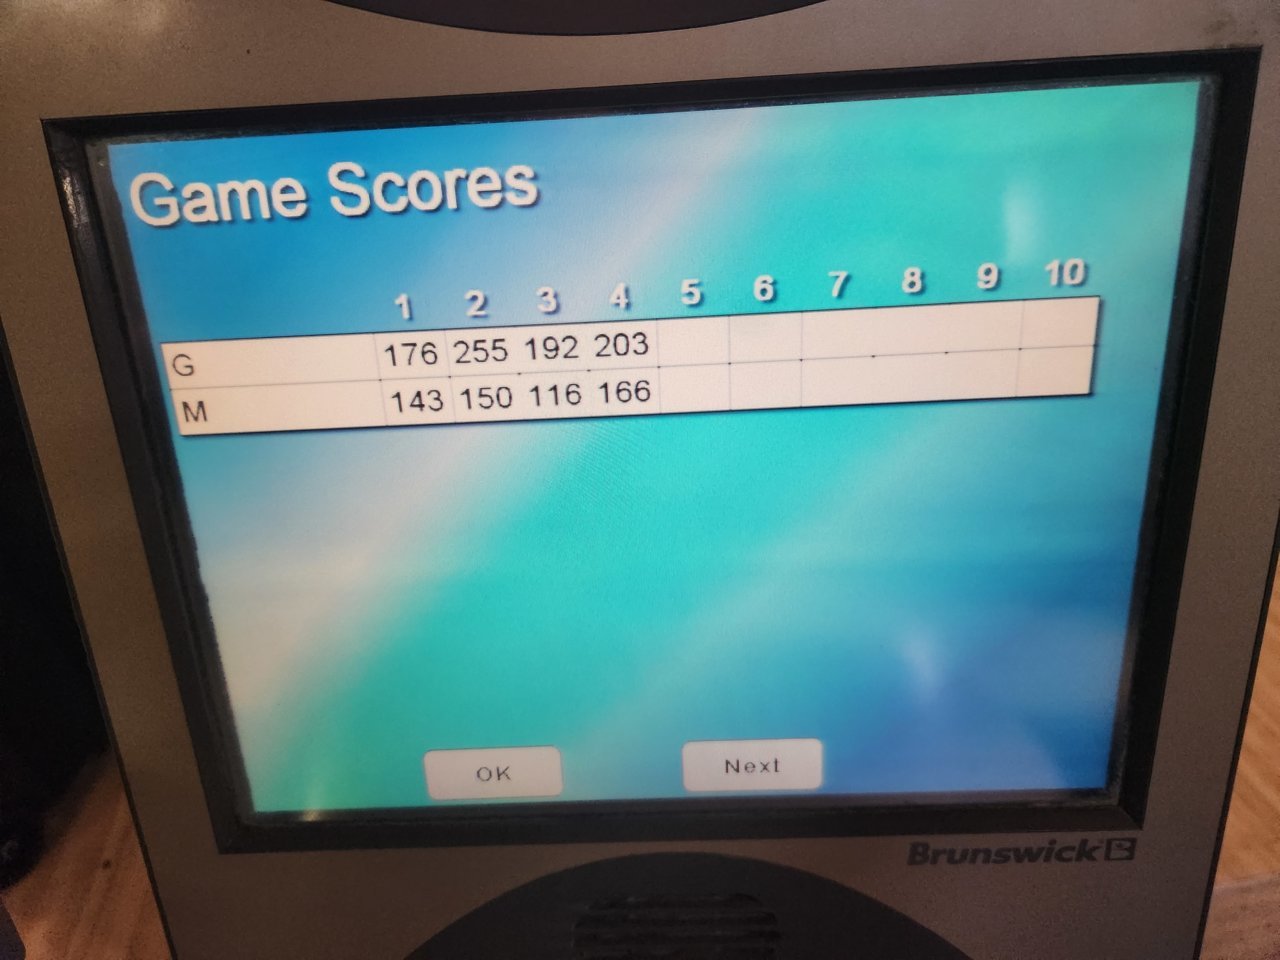 Game Scores
1 2 3 4 5 6 7 8 9 10
G 176 255 192 203
M 143 150 116 166
OK Next
Brunswick